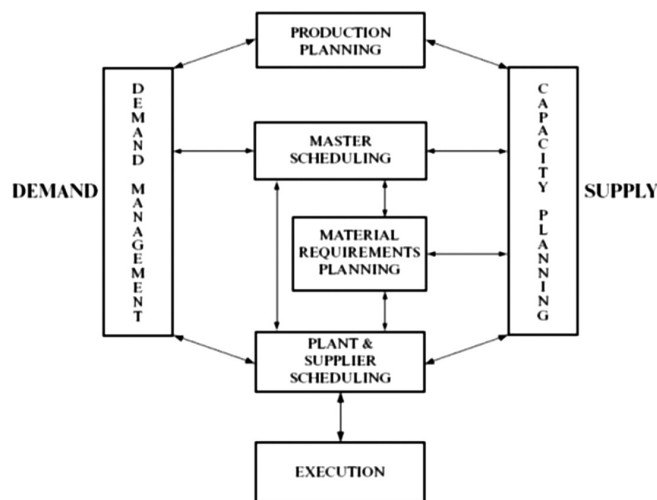 PRODUCTION
PLANNING
DEMAND MANAGEMENT
CAPACITY PLANNING
MASTER
SCHEDULING
DEMAND
SUPPLY
MATERIAL
REQUIREMENTS
PLANNING
PLANT &
SUPPLIER
SCHEDULING
EXECUTION